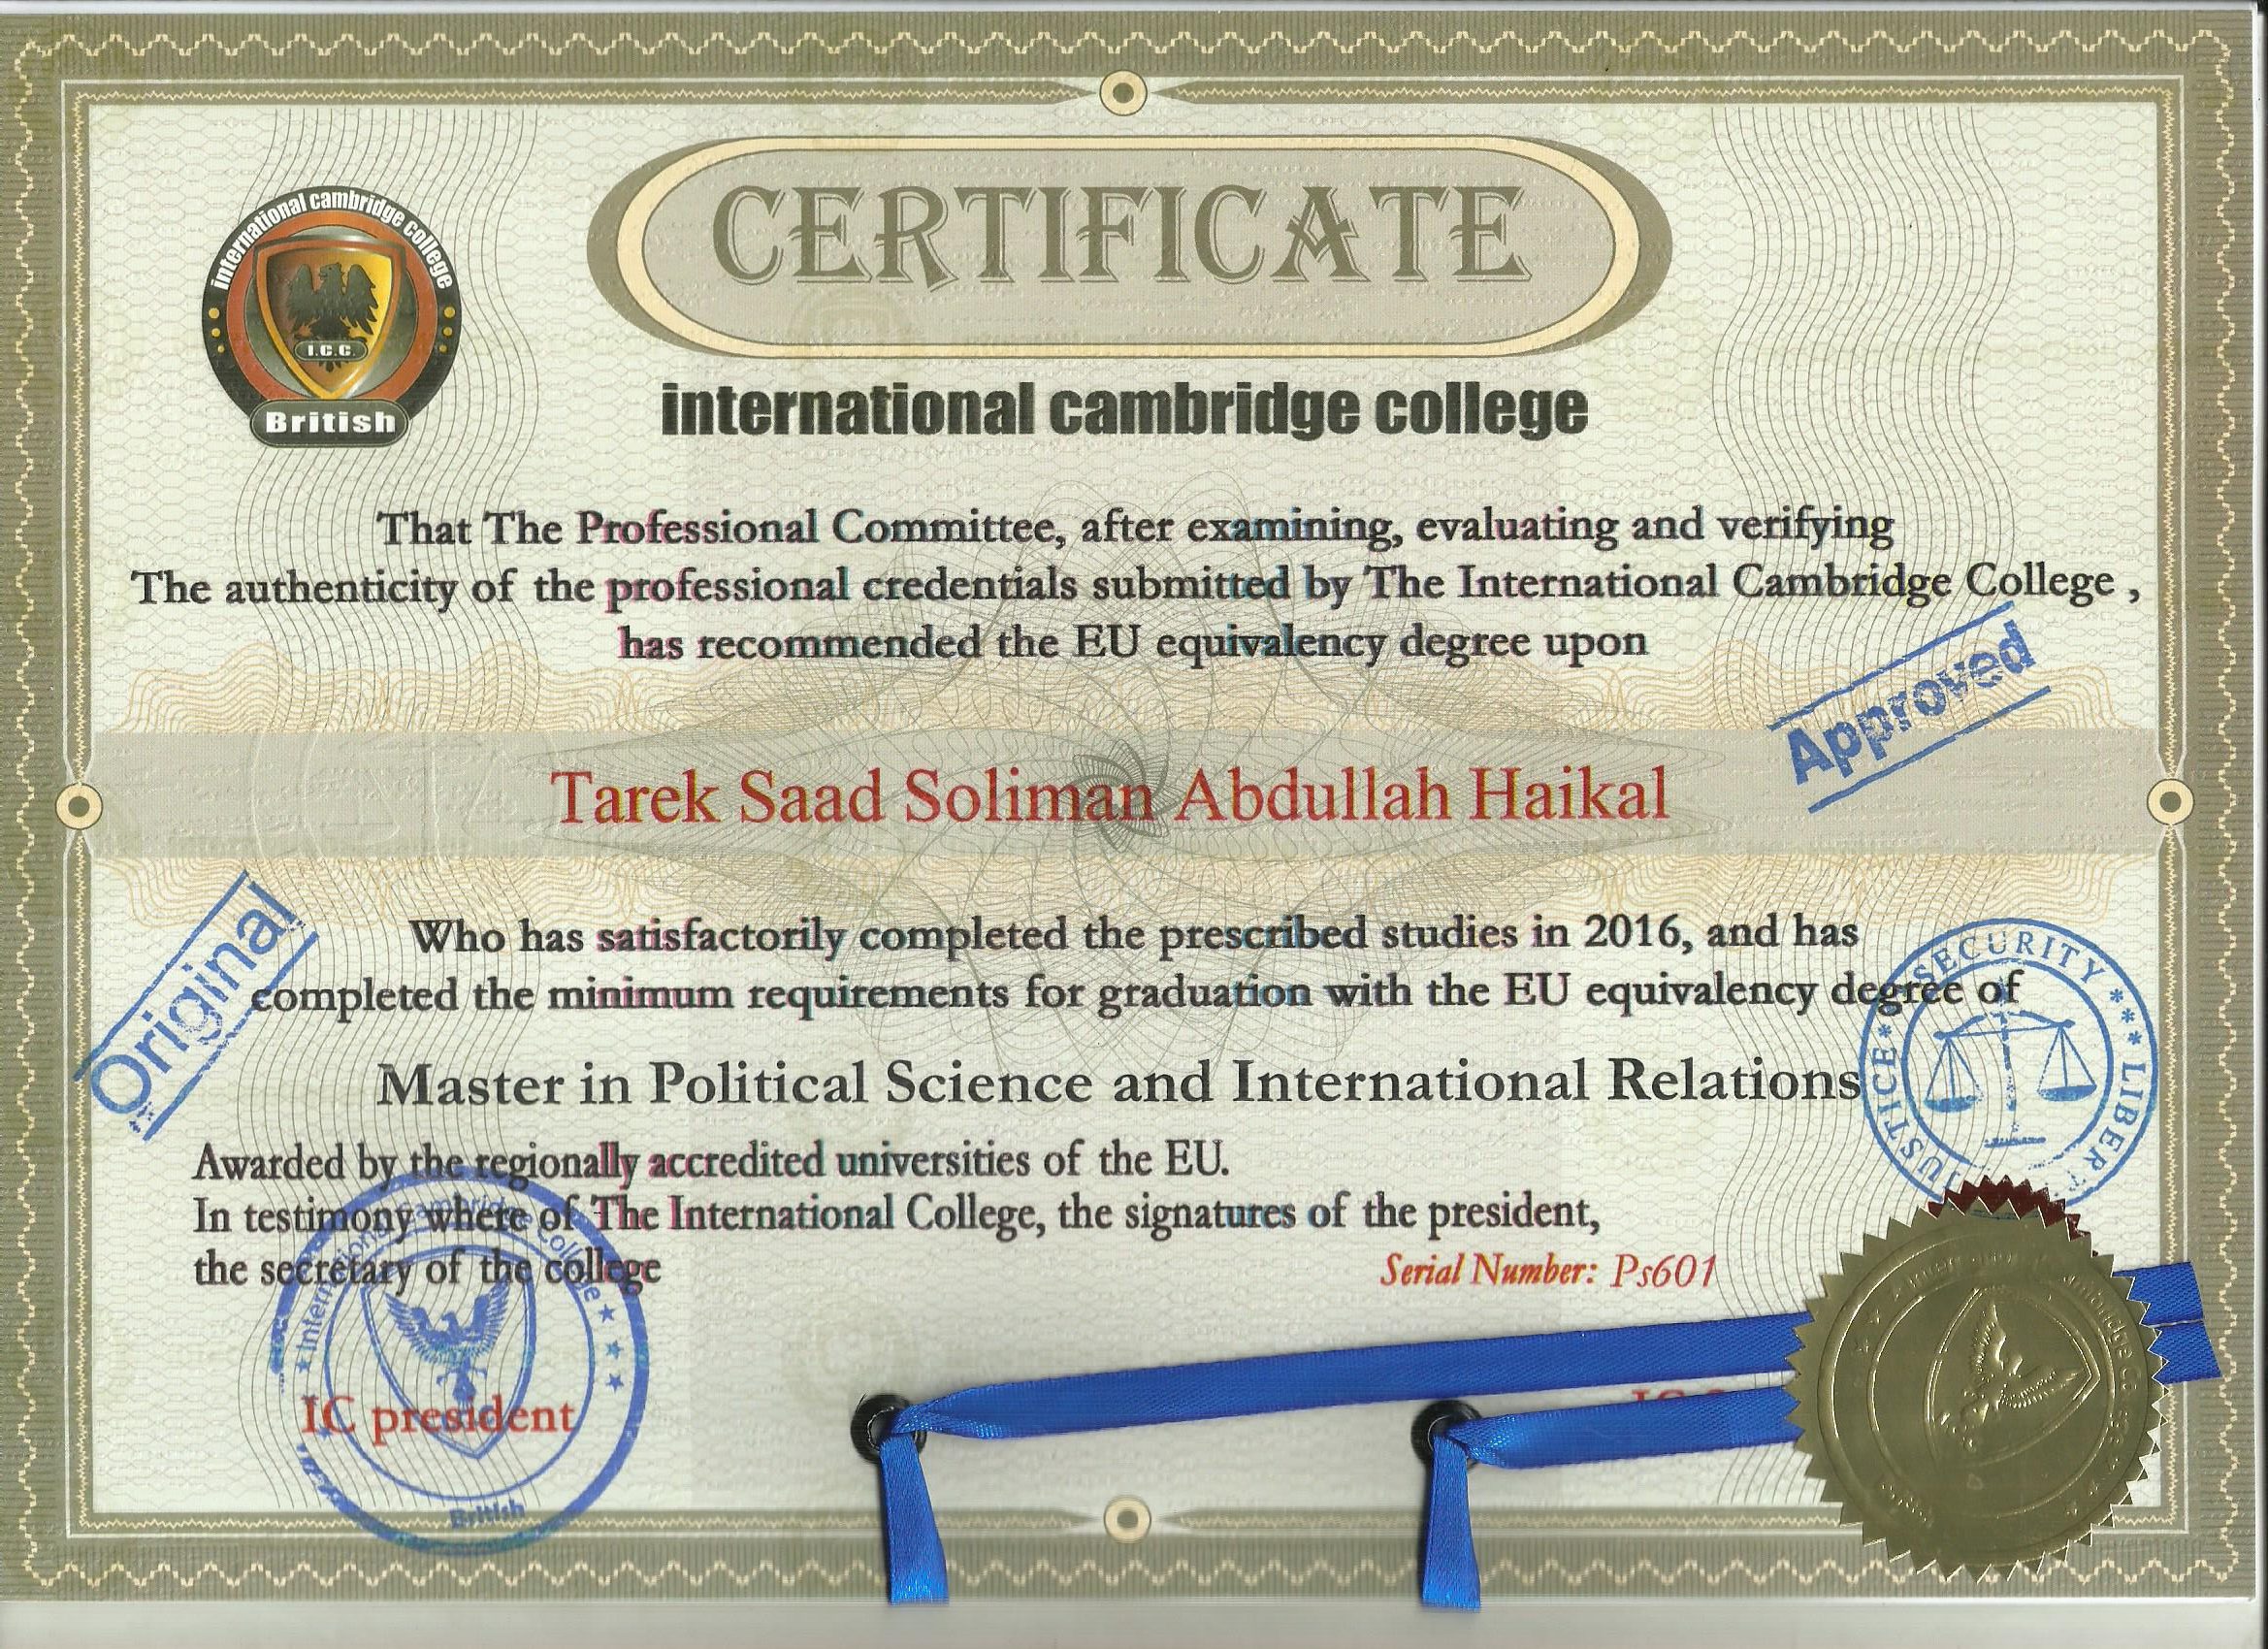 CERTIFICATE
international cambridge college
I.C.C.
British
international cambridge college
That The Professional Committee, after examining, evaluating and verifying
The authenticity of the professional credentials submitted by The International Cambridge College ,
has recommended the EU equivalency degree upon
Approved
Tarek Saad Soliman Abdullah Haikal
Original
Who has satisfactorily completed the prescribed studies in 2016, and has
completed the minimum requirements for graduation with the EU equivalency degree of
JUSTICE * SECURITY *** LIBERT
Master in Political Science and International Relations
Awarded by the regionally accredited universities of the EU.
In testimony where of The International College, the signatures of the president,
the secretary of the college
Serial Number: Ps601
International Cambridge College
IC president
British